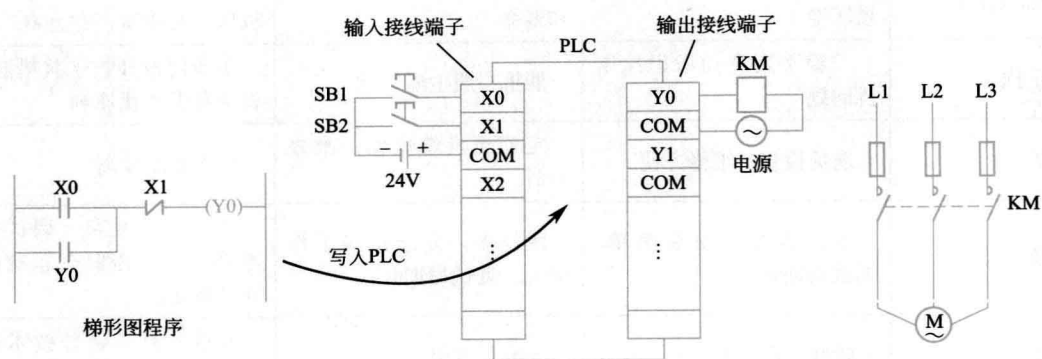 输入接线端子
PLC
输出接线端子
SB1
SB2
X0
X1
COM
X2
⋮
− +
24V
Y0
COM
Y1
COM
⋮
KM
~
电源
L1 L2 L3
KM
M
~
X0 X1
(Y0)
Y0
写入PLC
梯形图程序